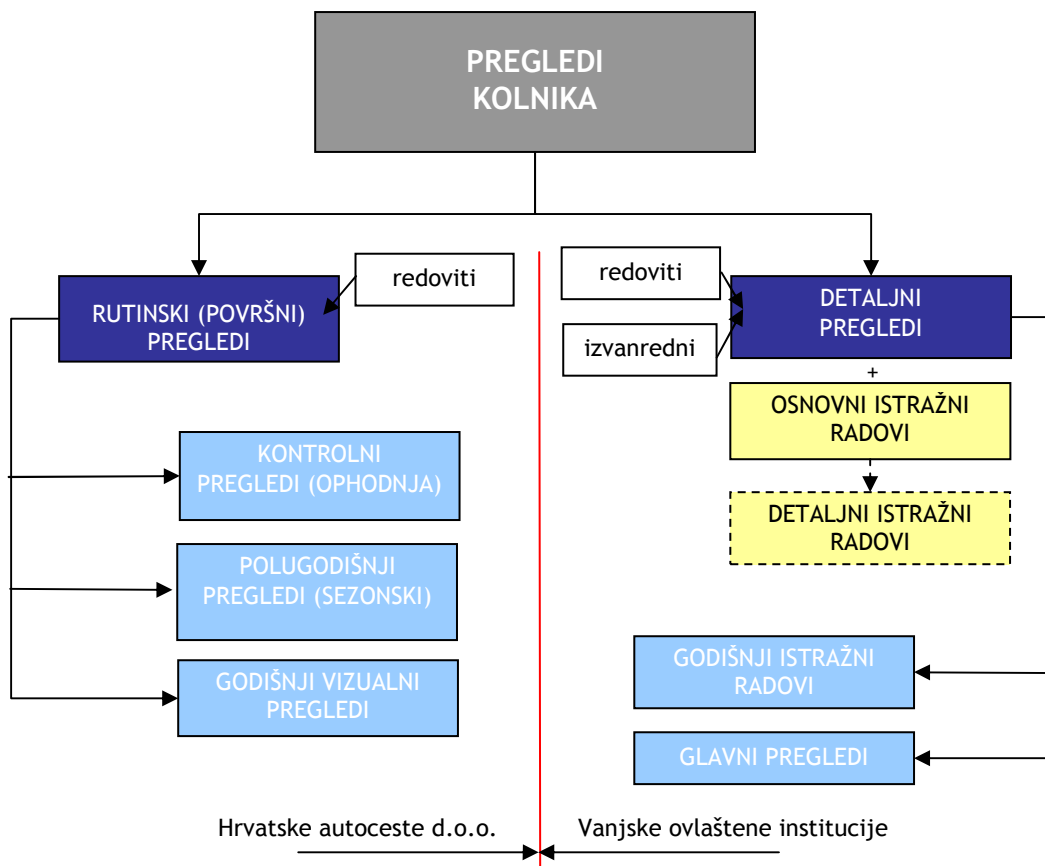 PREGLEDI
KOLNIKA
redoviti
RUTINSKI (POVRŠNI)
PREGLEDI
KONTROLNI
PREGLEDI (OPHODNJA)
POLUGODIŠNJI
PREGLEDI (SEZONSKI)
GODIŠNJI VIZUALNI
PREGLEDI
redoviti
izvanredni
DETALJNI
PREGLEDI
+
OSNOVNI ISTRAŽNI
RADOVI
DETALJNI ISTRAŽNI
RADOVI
GODIŠNJI ISTRAŽNI
RADOVI
GLAVNI PREGLEDI
Hrvatske autoceste d.o.o.
Vanjske ovlaštene institucije